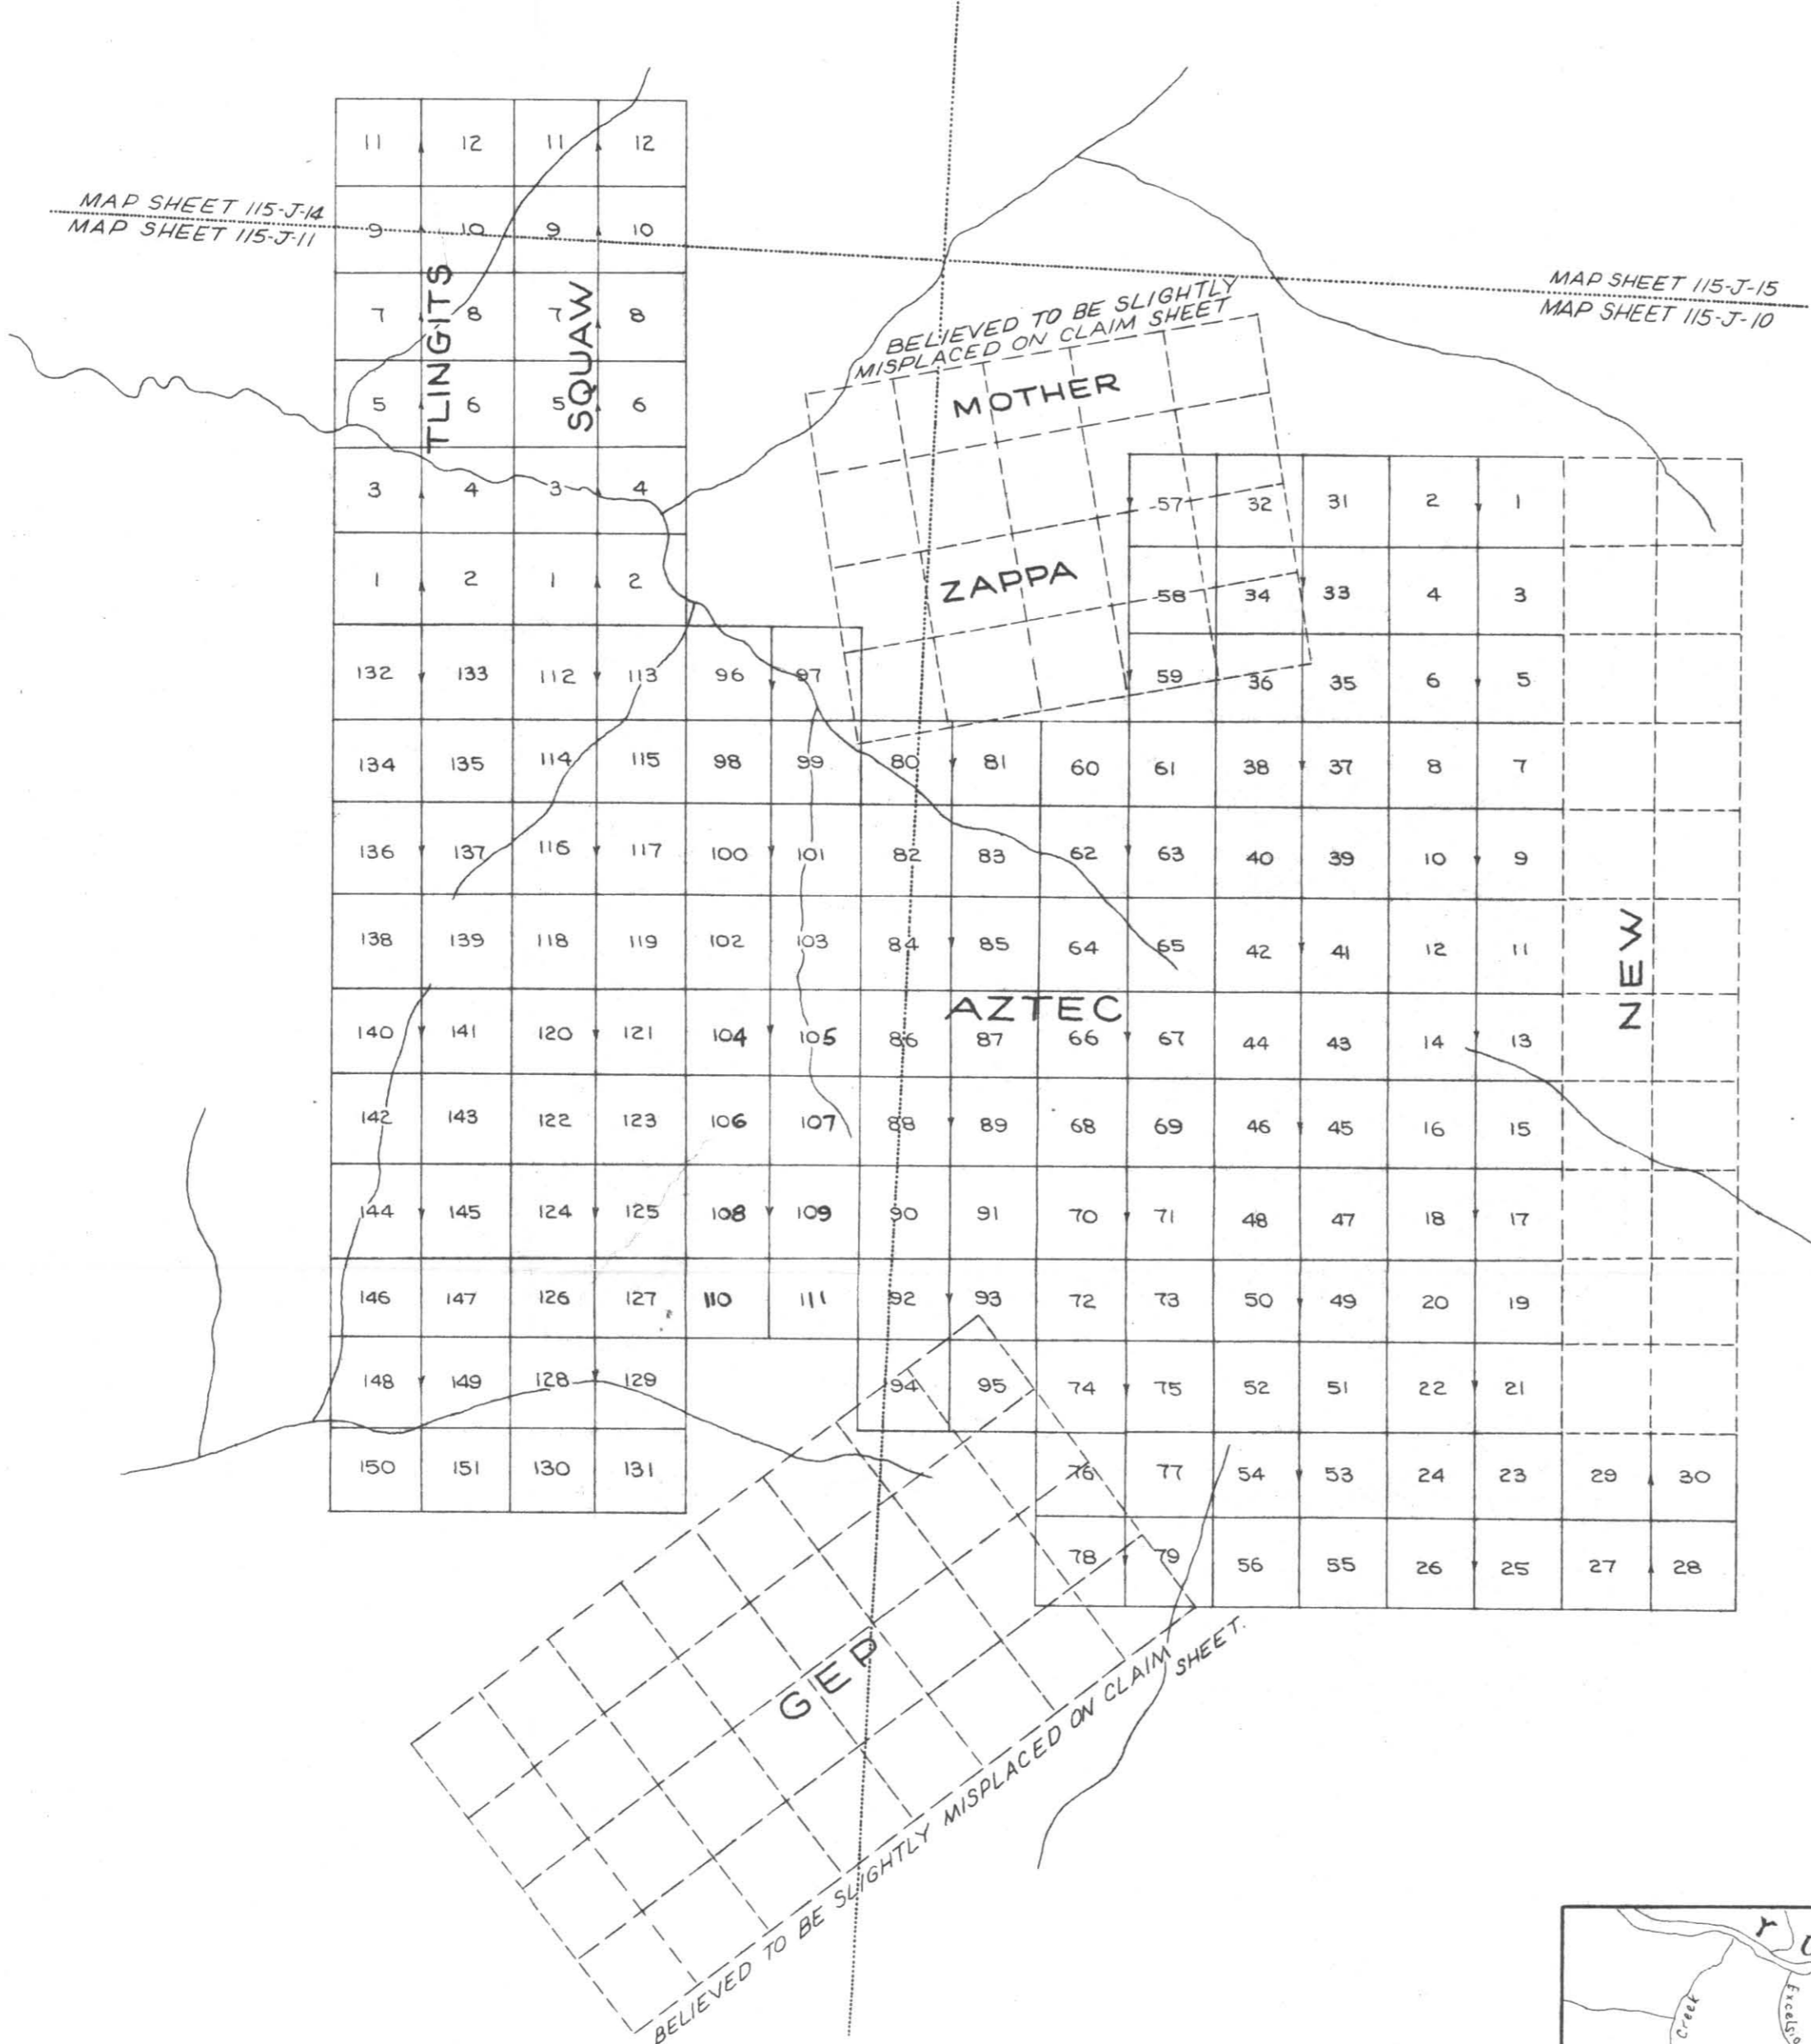 11 12 11 12
MAP SHEET 115-J-14
MAP SHEET 115-J-11
9 10 9 10
MAP SHEET 115-J-15
MAP SHEET 115-J-10
TLINGITS
SQUAW
7 8 7 8
BELIEVED TO BE SLIGHTLY
MISPLACED ON CLAIM SHEET
MOTHER
5 6 5 6
3 4 3 4
57 32 31 2 1
1 2 1 2
ZAPPA
58 34 33 4 3
132 133 112 113 96 97
59 36 35 6 5
134 135 114 115 98 99 80 81 60 61 38 37 8 7
136 137 116 117 100 101 82 83 62 63 40 39 10 9
138 139 118 119 102 103 84 85 64 65 42 41 12 11
NEW
AZTEC
140 141 120 121 104 105 86 87 66 67 44 43 14 13
142 143 122 123 106 107 88 89 68 69 46 45 16 15
144 145 124 125 108 109 90 91 70 71 48 47 18 17
146 147 126 127 110 111 92 93 72 73 50 49 20 19
148 149 128 129 94 95 74 75 52 51 22 21
150 151 130 131 76 77 54 53 24 23 29 30
78 79 56 55 26 25 27 28
GEP
BELIEVED TO BE SLIGHTLY MISPLACED ON CLAIM SHEET.
Y
Creek